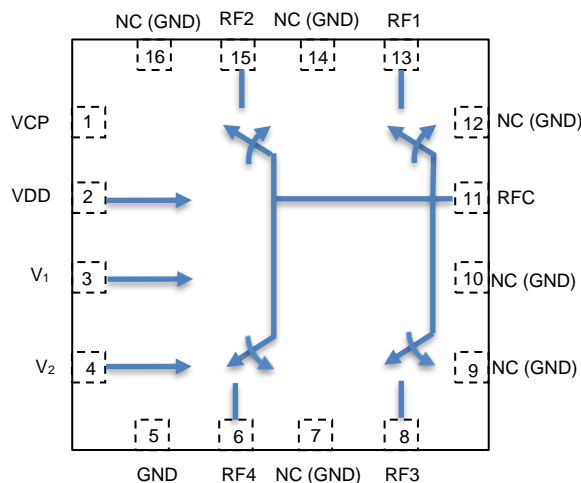 NC (GND) RF2 NC (GND) RF1
16 15 14 13
VCP 1 12 NC (GND)
VDD 2 11 RFC
V1 3 10 NC (GND)
V2 4 9 NC (GND)
5 6 7 8
GND RF4 NC (GND) RF3